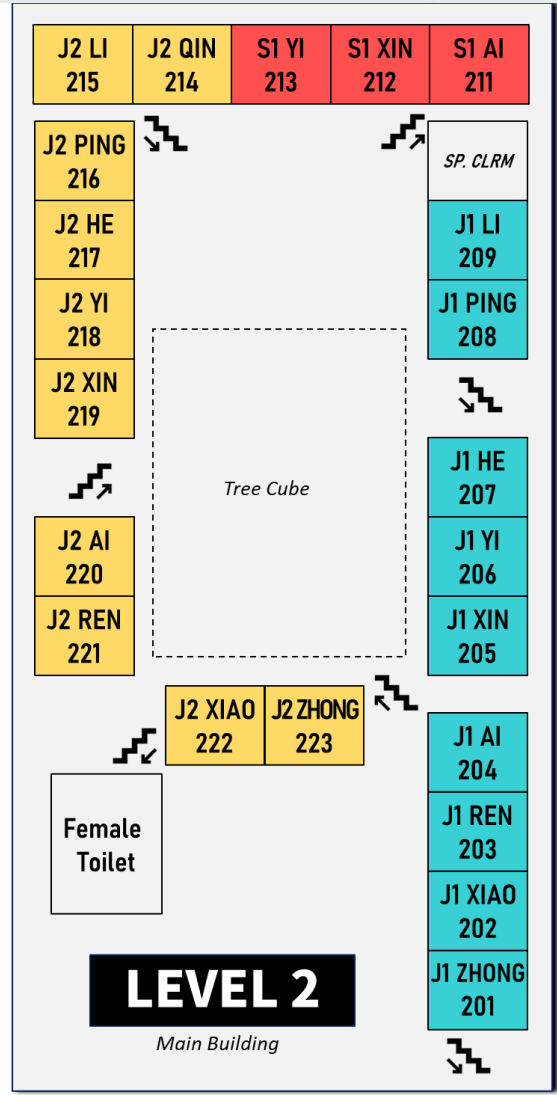 J2 LI
215
J2 QIN
214
S1 YI
213
S1 XIN
212
S1 AI
211
J2 PING
216
J2 HE
217
J2 YI
218
J2 XIN
219
J2 AI
220
J2 REN
221
SP. CLRM
J1 LI
209
J1 PING
208
J1 HE
207
J1 YI
206
J1 XIN
205
Tree Cube
J2 XIAO
222
J2 ZHONG
223
J1 AI
204
J1 REN
203
J1 XIAO
202
J1 ZHONG
201
Female
Toilet
LEVEL 2
Main Building